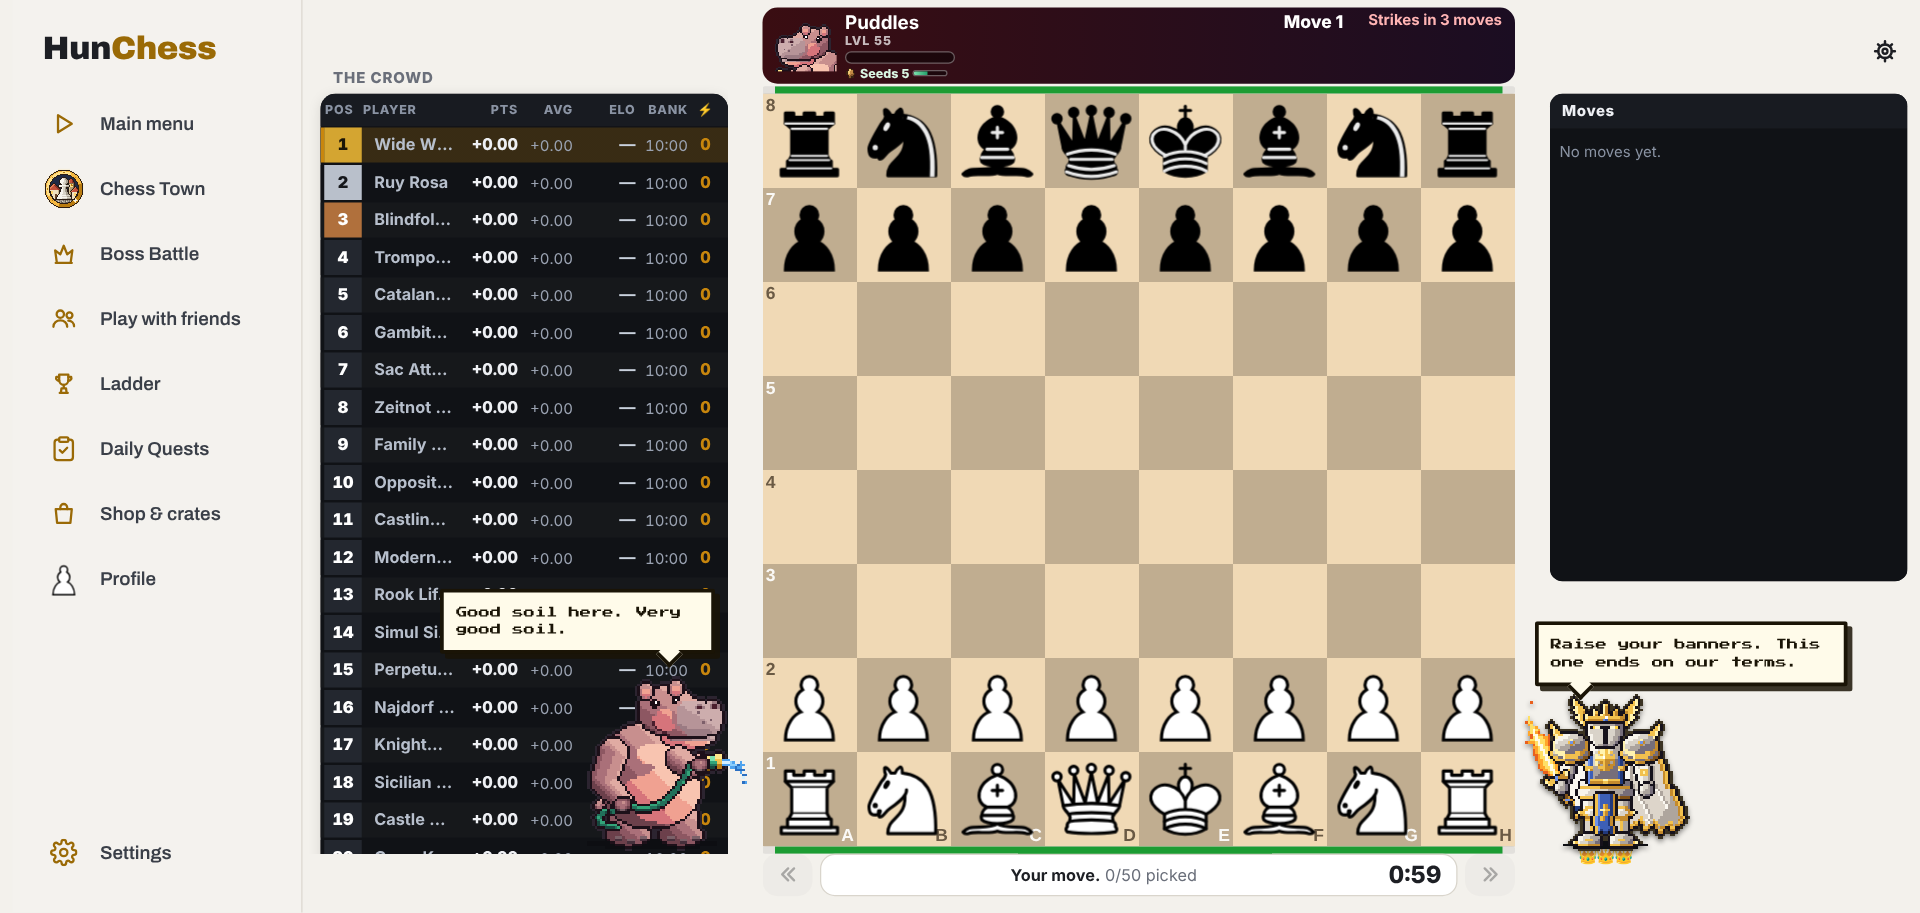 HunChess
Main menu
Chess Town
Boss Battle
Play with friends
Ladder
Daily Quests
Shop & crates
Profile
Settings
THE CROWD
POS PLAYER PTS AVG ELO BANK
1 Wide W... +0.00 +0.00 — 10:00 0
2 Ruy Rosa +0.00 +0.00 — 10:00 0
3 Blindfol... +0.00 +0.00 — 10:00 0
4 Trompo... +0.00 +0.00 — 10:00 0
5 Catalan... +0.00 +0.00 — 10:00 0
6 Gambit... +0.00 +0.00 — 10:00 0
7 Sac Att... +0.00 +0.00 — 10:00 0
8 Zeitnot ... +0.00 +0.00 — 10:00 0
9 Family ... +0.00 +0.00 — 10:00 0
10 Opposit... +0.00 +0.00 — 10:00 0
11 Castlin... +0.00 +0.00 — 10:00 0
12 Modern... +0.00 +0.00 — 10:00 0
13 Rook Lif
14 Simul Si
15 Perpetu... +0.00 +0.00 — 10:00 0
16 Najdorf ... +0.00 +0.00 —
17 Knight... +0.00 +0.00
18 Sicilian ... +0.00 +0.00
19 Castle ... +0.00 +0.00 0
Good soil here. Very
good soil.
Puddles
LVL 55
Seeds 5
Move 1
Strikes in 3 moves
8
7
6
5
4
3
2
1
A B C D E F G H
Your move. 0/50 picked
0:59
Moves
No moves yet.
Raise your banners. This
one ends on our terms.